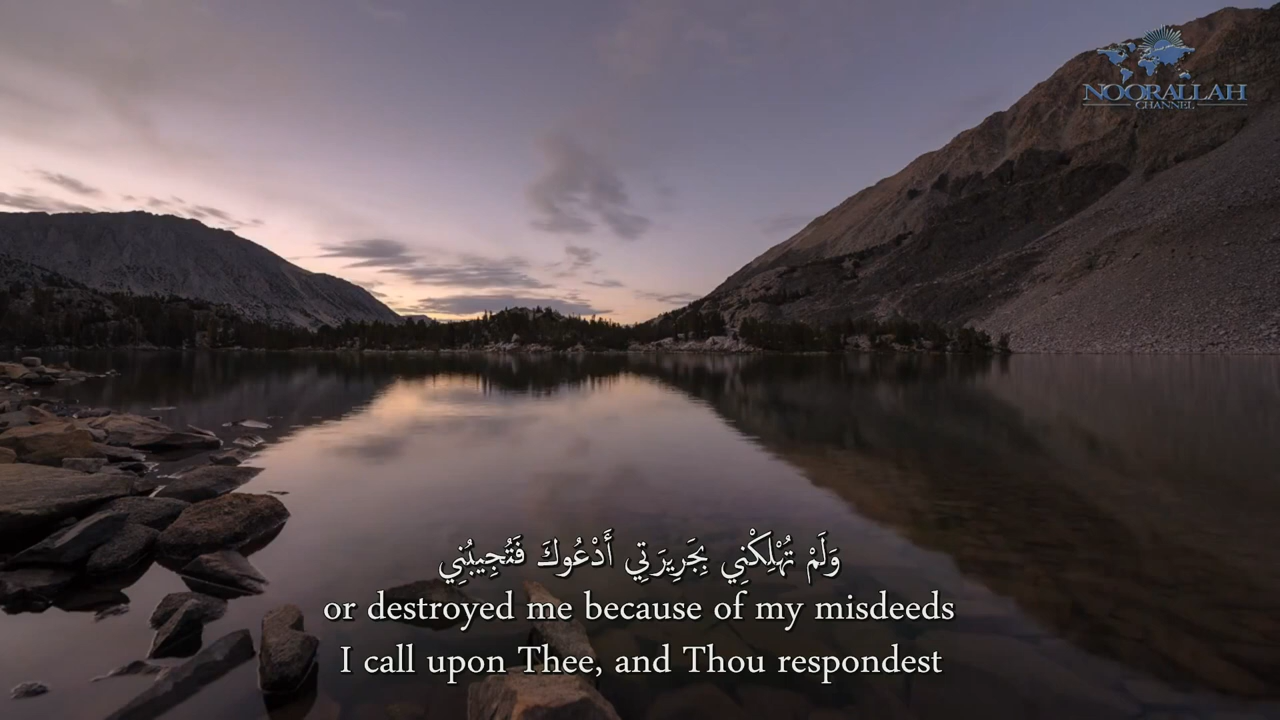 NOORALLAH
CHANNEL
وَلَمْ تُهْلِكْنِي بِجَرِيرَتِي أَدْعُوكَ فَتُجِيبُنِي
or destroyed me because of my misdeeds
I call upon Thee, and Thou respondest